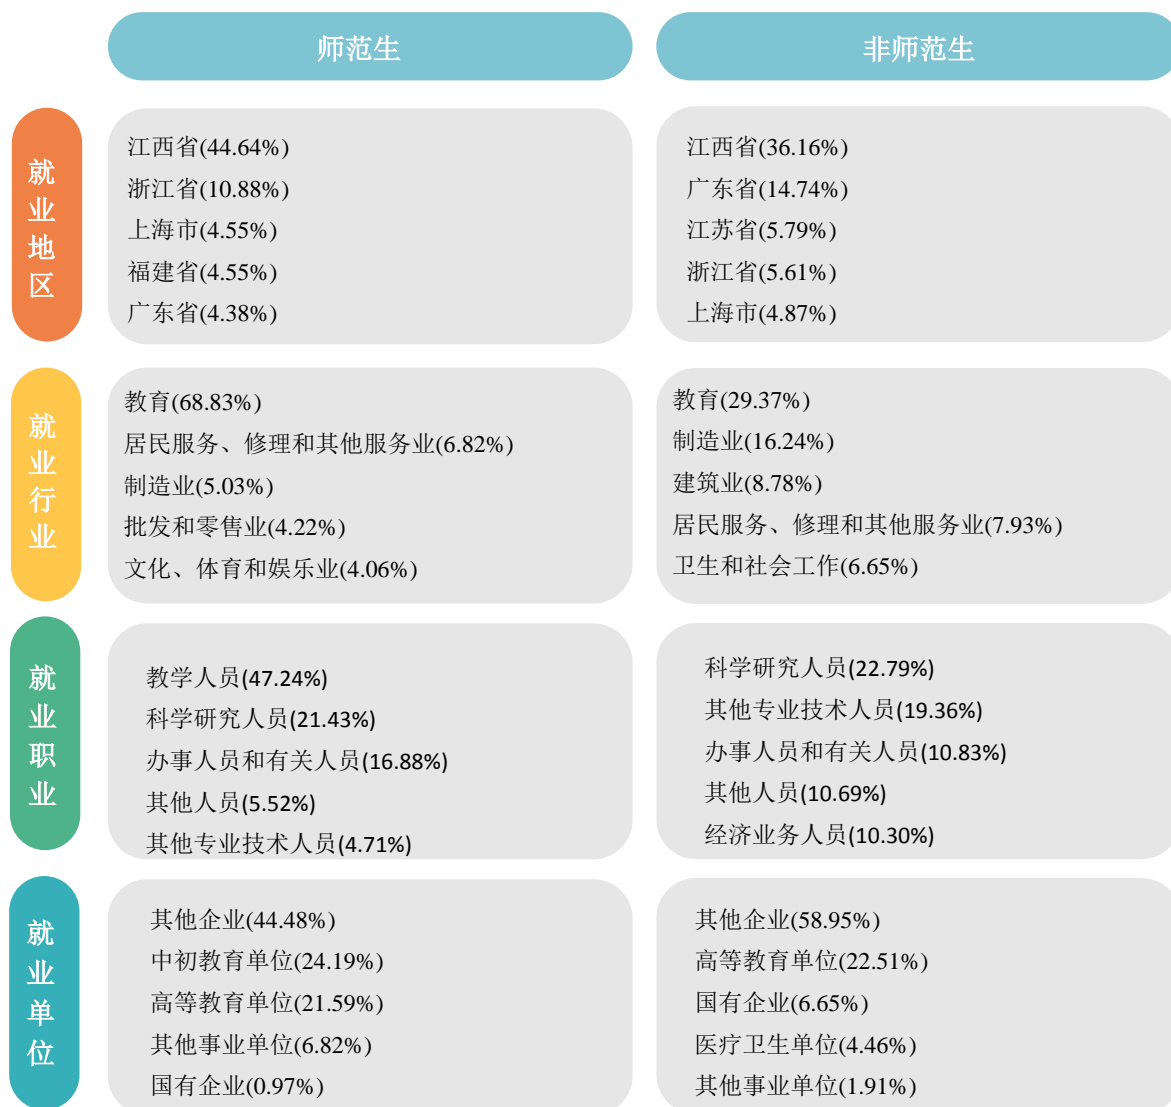 师范生
非师范生
就业地区
江西省(44.64%)
浙江省(10.88%)
上海市(4.55%)
福建省(4.55%)
广东省(4.38%)
江西省(36.16%)
广东省(14.74%)
江苏省(5.79%)
浙江省(5.61%)
上海市(4.87%)
就业行业
教育(68.83%)
居民服务、修理和其他服务业(6.82%)
制造业(5.03%)
批发和零售业(4.22%)
文化、体育和娱乐业(4.06%)
教育(29.37%)
制造业(16.24%)
建筑业(8.78%)
居民服务、修理和其他服务业(7.93%)
卫生和社会工作(6.65%)
就业职业
教学人员(47.24%)
科学研究人员(21.43%)
办事人员和有关人员(16.88%)
其他人员(5.52%)
其他专业技术人员(4.71%)
科学研究人员(22.79%)
其他专业技术人员(19.36%)
办事人员和有关人员(10.83%)
其他人员(10.69%)
经济业务人员(10.30%)
就业单位
其他企业(44.48%)
中初教育单位(24.19%)
高等教育单位(21.59%)
其他事业单位(6.82%)
国有企业(0.97%)
其他企业(58.95%)
高等教育单位(22.51%)
国有企业(6.65%)
医疗卫生单位(4.46%)
其他事业单位(1.91%)